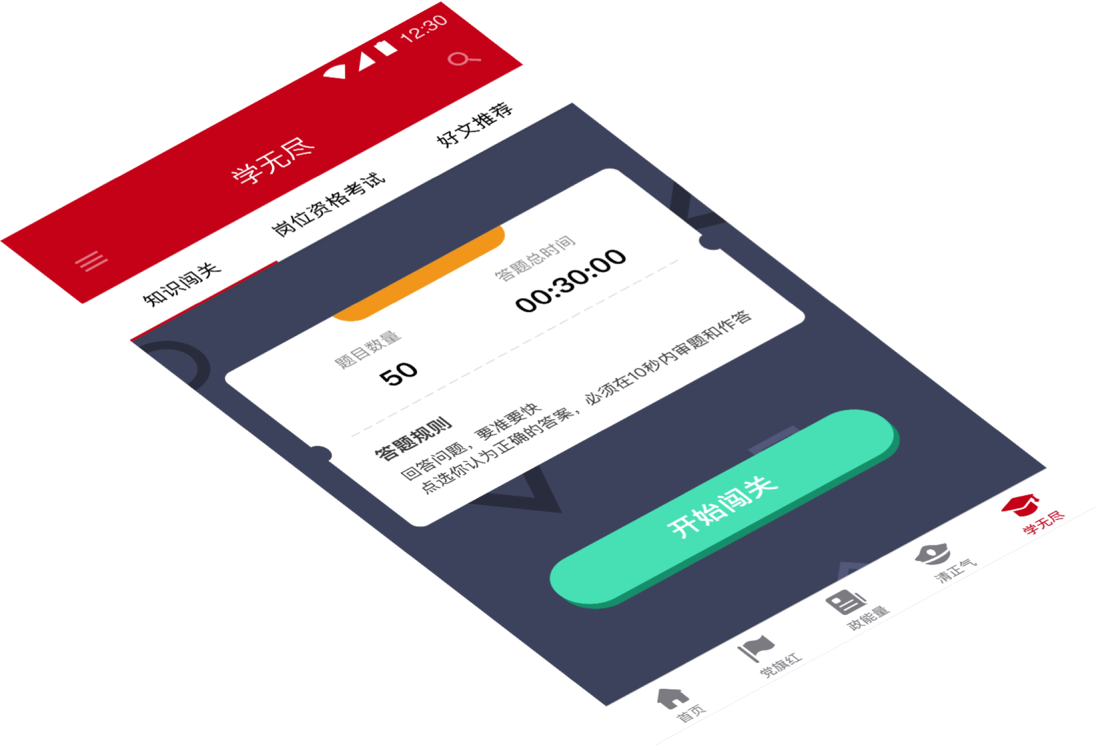 12:30
学无尽
知识闯关
岗位资格考试
好文推荐
题目数量
50
答题总时间
00:30:00
答题规则
回答问题，要准要快
点选你认为正确的答案，必须在10秒内审题和作答
开始闯关
首页
党旗红
政能量
清正气
学无尽